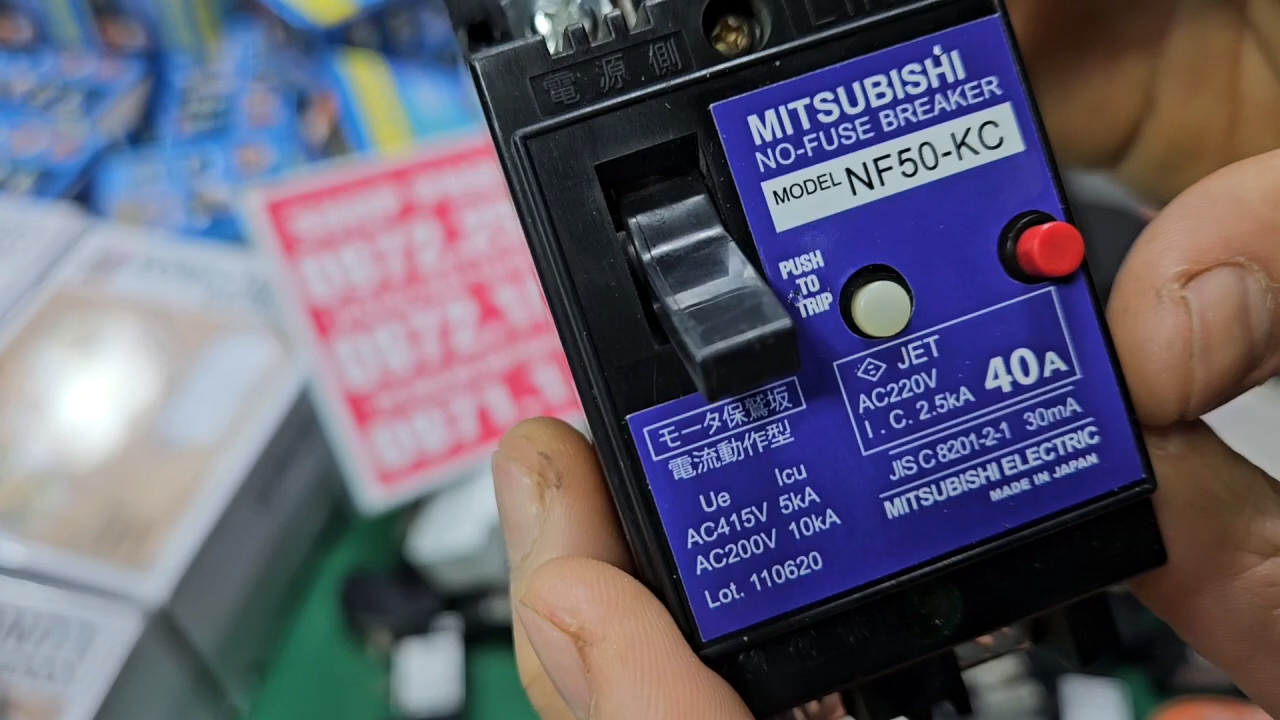 電源側
MITSUBISHI
NO-FUSE BREAKER
MODEL NF50-KC
PUSH
TO
TRIP
JET
AC220V
40A
I.C. 2.5kA
JIS C 8201-2-1 30mA
MITSUBISHI ELECTRIC
MADE IN JAPAN
モータ保鷲坂
電流動作型
Ue Icu
AC415V 5kA
AC200V 10kA
Lot. 110620